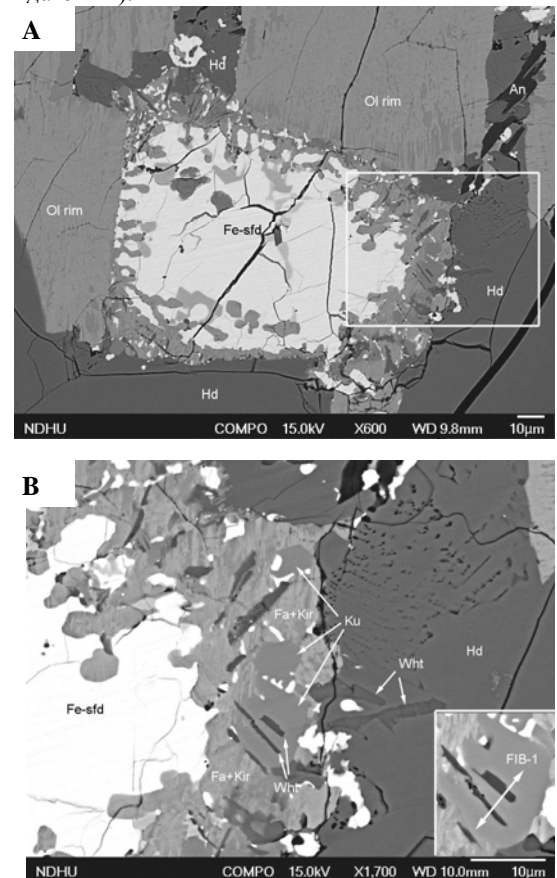 A
Hd
Ol rim
An
Ol rim
Fe-sfd
Hd
Hd
NDHU COMPO 15.0kV X600 WD 9.8mm 10µm
B
Fa+Kir
Ku
Wht
Hd
Fe-sfd
FIB-1
Fa+Kir
Wht
NDHU COMPO 15.0kV X1,700 WD 10.0mm 10µm